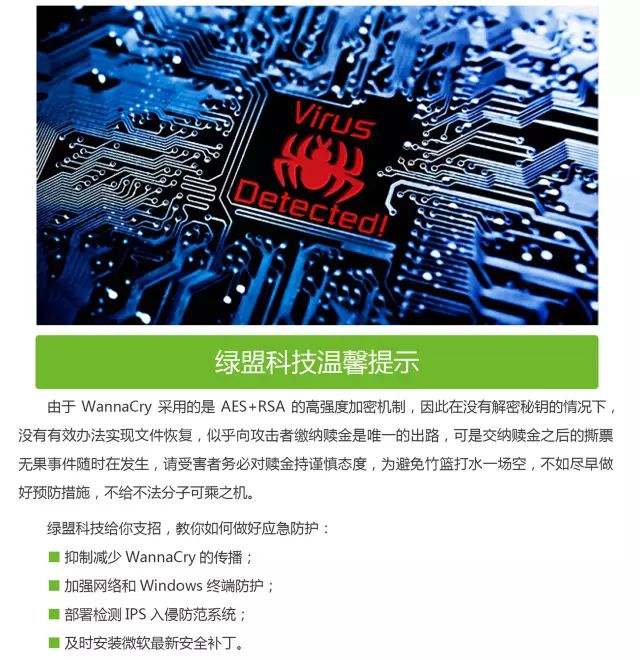 Virus
Detected!
绿盟科技温馨提示
由于 WannaCry 采用的是 AES+RSA 的高强度加密机制，因此在没有解密秘钥的情况下，
没有有效办法实现文件恢复，似乎向攻击者缴纳赎金是唯一的出路，可是交纳赎金之后的撕票
无果事件随时在发生，请受害者务必对赎金持谨慎态度，为避免竹篮打水一场空，不如尽早做
好预防措施，不给不法分子可乘之机。
绿盟科技给你支招，教你如何做好应急防护：
■ 抑制减少 WannaCry 的传播；
■ 加强网络和 Windows 终端防护；
■ 部署检测 IPS 入侵防范系统；
■ 及时安装微软最新安全补丁。